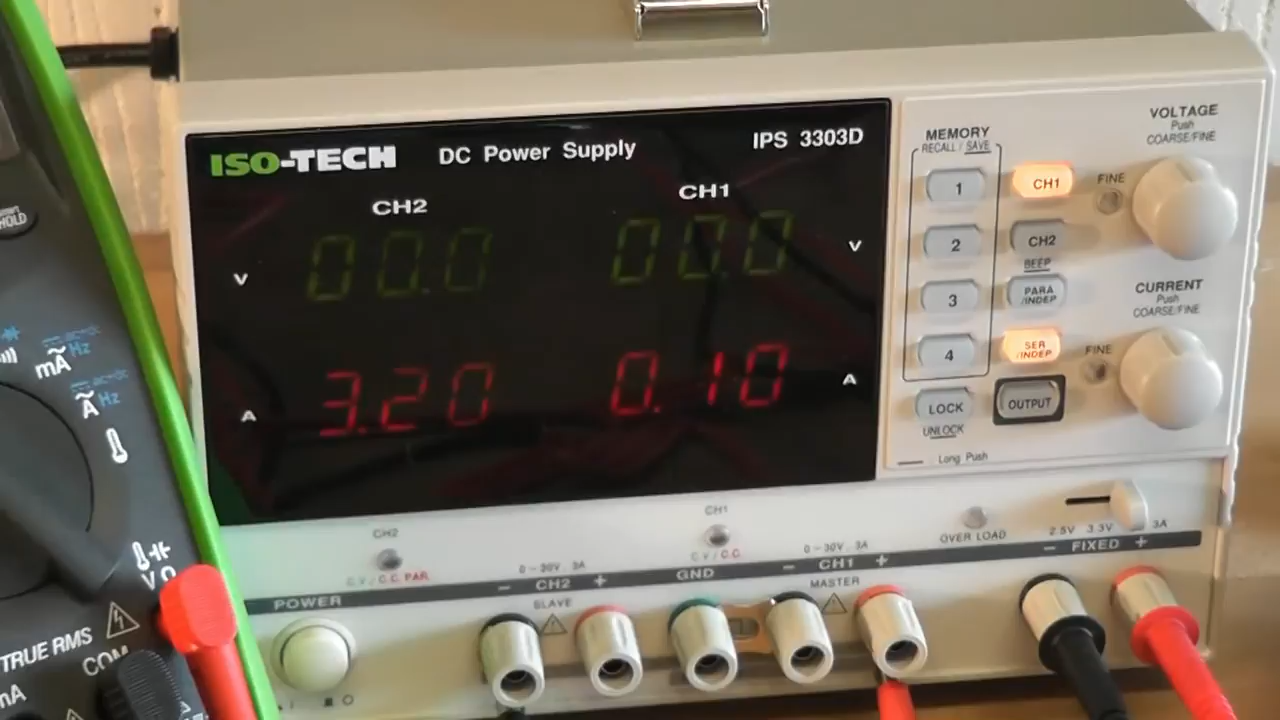 ISO-TECH DC Power Supply IPS 3303D
CH2 CH1
V 00.0 00.0 V
A 3.20 0.10 A
MEMORY
RECALL / SAVE
1
2
3
4
LOCK
UNLOCK
Long Push
CH1
CH2
BEEP
PARA
/INDEP
SER
/INDEP
OUTPUT
VOLTAGE
Push
COARSE/FINE
FINE
CURRENT
Push
COARSE/FINE
FINE
CH2
C.V / C.C. PAR.
CH1
C.V / C.C.
OVER LOAD
2.5V 3.3V 3A
− FIXED +
0~30V 3A
− CH2 +
SLAVE
GND
0~30V 3A
− CH1 +
MASTER
POWER
HOLD
mA Hz
A Hz
V Ω
TRUE RMS
COM
mA